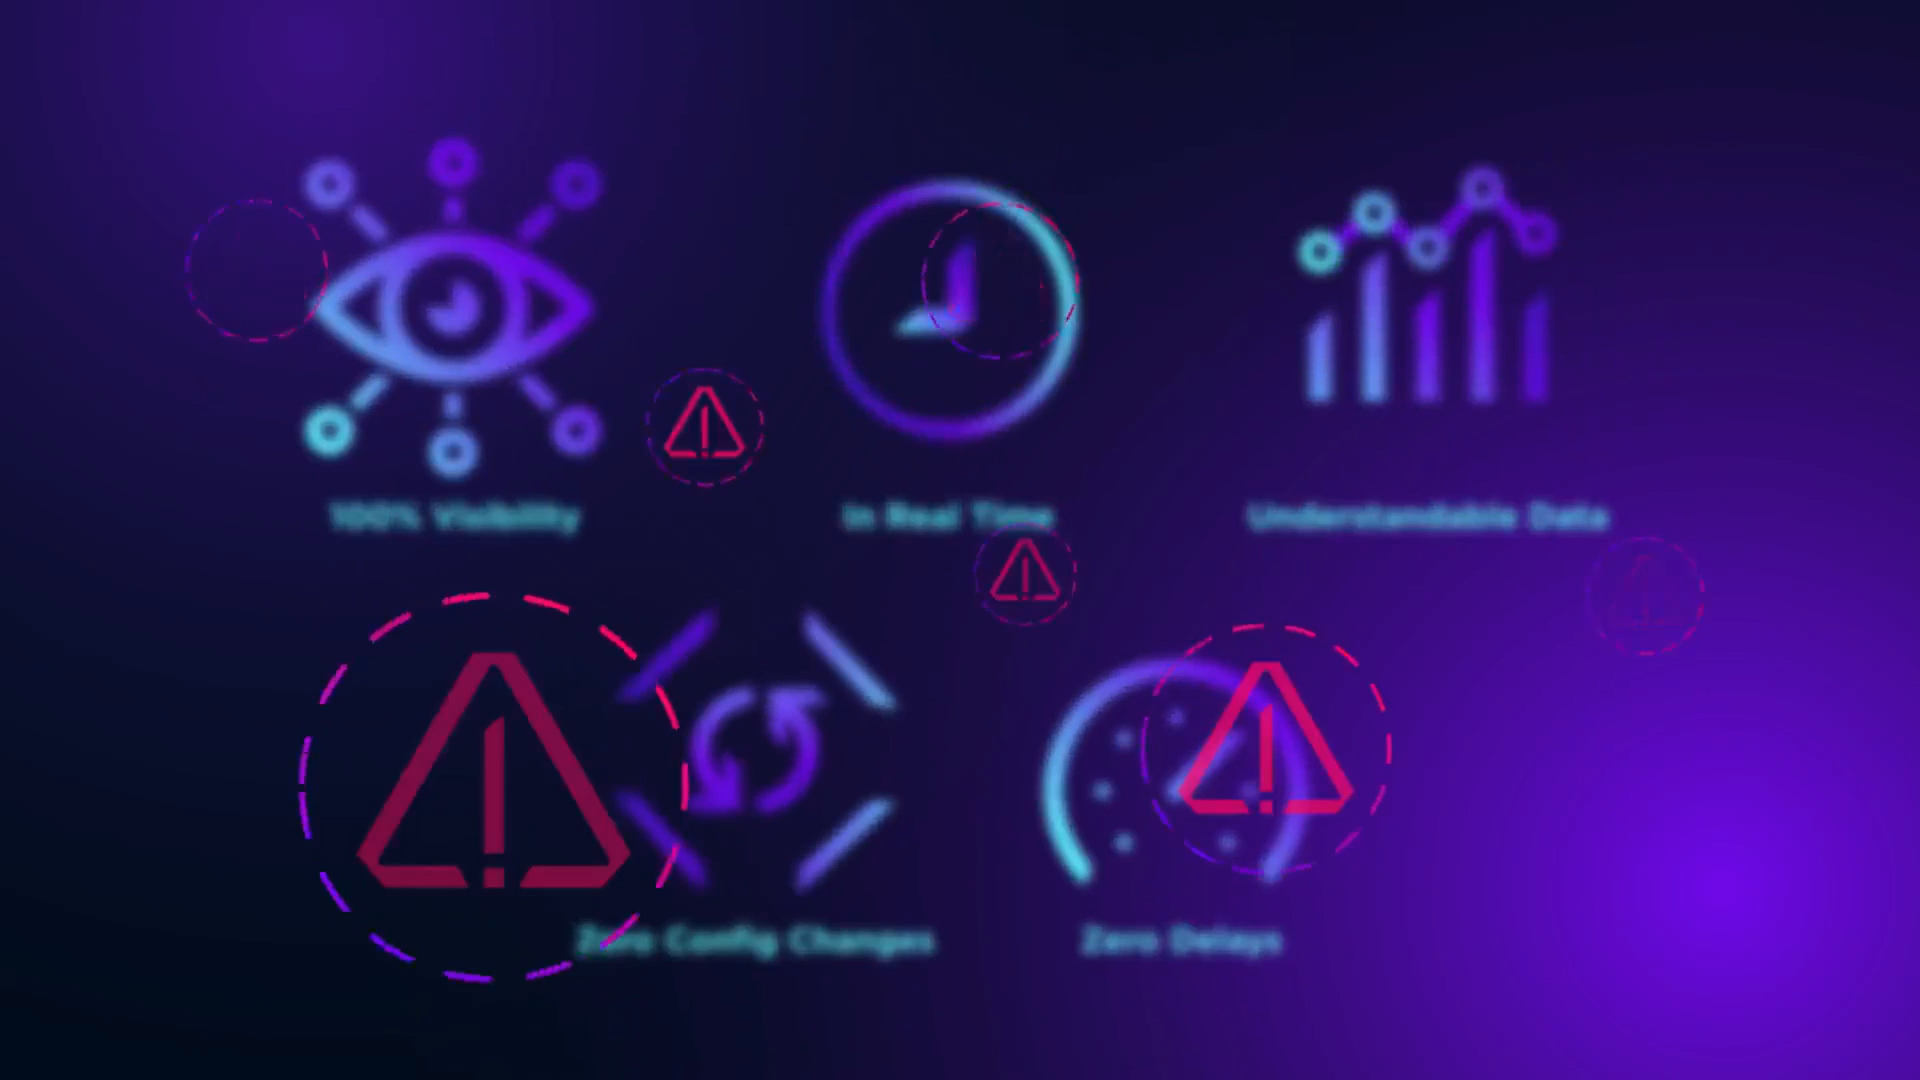 100% Visibility
In Real Time
Understandable Data
Zero Config Changes
Zero Delays